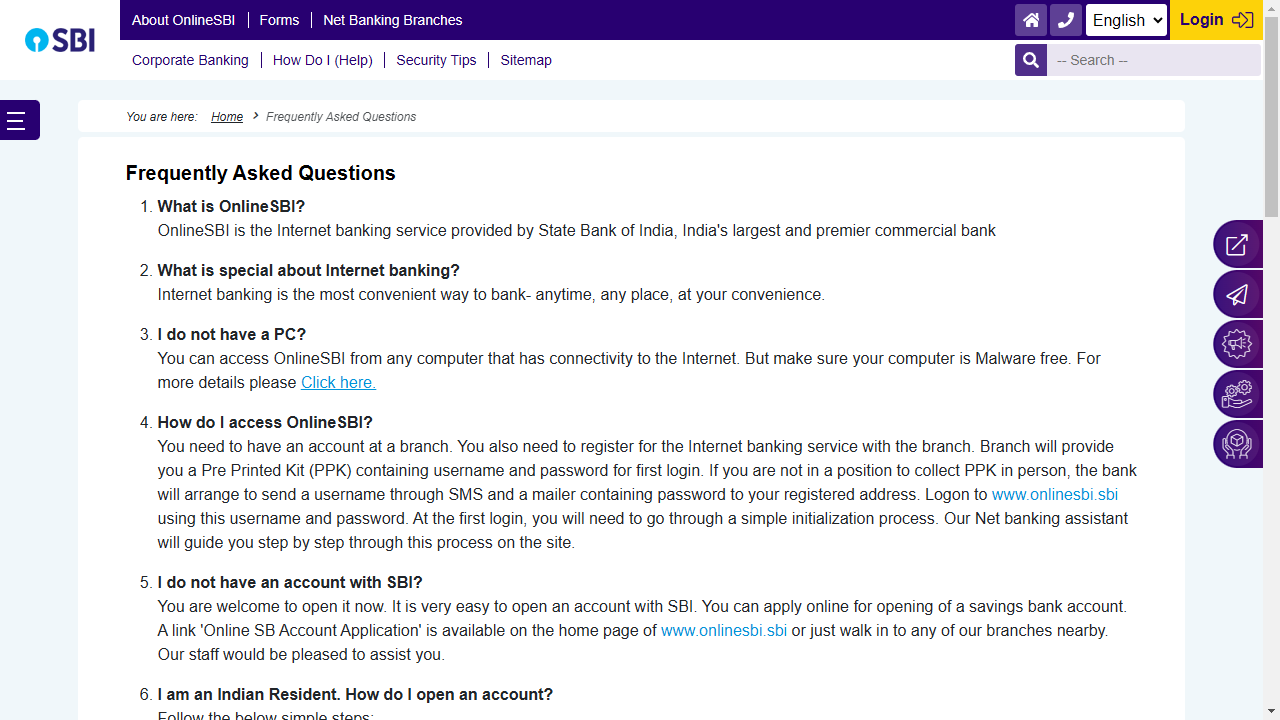 SBI
About OnlineSBI
Forms
Net Banking Branches
English
Login
Corporate Banking
How Do I (Help)
Security Tips
Sitemap
-- Search --
You are here: Home > Frequently Asked Questions
Frequently Asked Questions
1. What is OnlineSBI?
OnlineSBI is the Internet banking service provided by State Bank of India, India's largest and premier commercial bank
2. What is special about Internet banking?
Internet banking is the most convenient way to bank- anytime, any place, at your convenience.
3. I do not have a PC?
You can access OnlineSBI from any computer that has connectivity to the Internet. But make sure your computer is Malware free. For
more details please Click here.
4. How do I access OnlineSBI?
You need to have an account at a branch. You also need to register for the Internet banking service with the branch. Branch will provide
you a Pre Printed Kit (PPK) containing username and password for first login. If you are not in a position to collect PPK in person, the bank
will arrange to send a username through SMS and a mailer containing password to your registered address. Logon to www.onlinesbi.sbi
using this username and password. At the first login, you will need to go through a simple initialization process. Our Net banking assistant
will guide you step by step through this process on the site.
5. I do not have an account with SBI?
You are welcome to open it now. It is very easy to open an account with SBI. You can apply online for opening of a savings bank account.
A link 'Online SB Account Application' is available on the home page of www.onlinesbi.sbi or just walk in to any of our branches nearby.
Our staff would be pleased to assist you.
6. I am an Indian Resident. How do I open an account?
Follow the below simple steps: